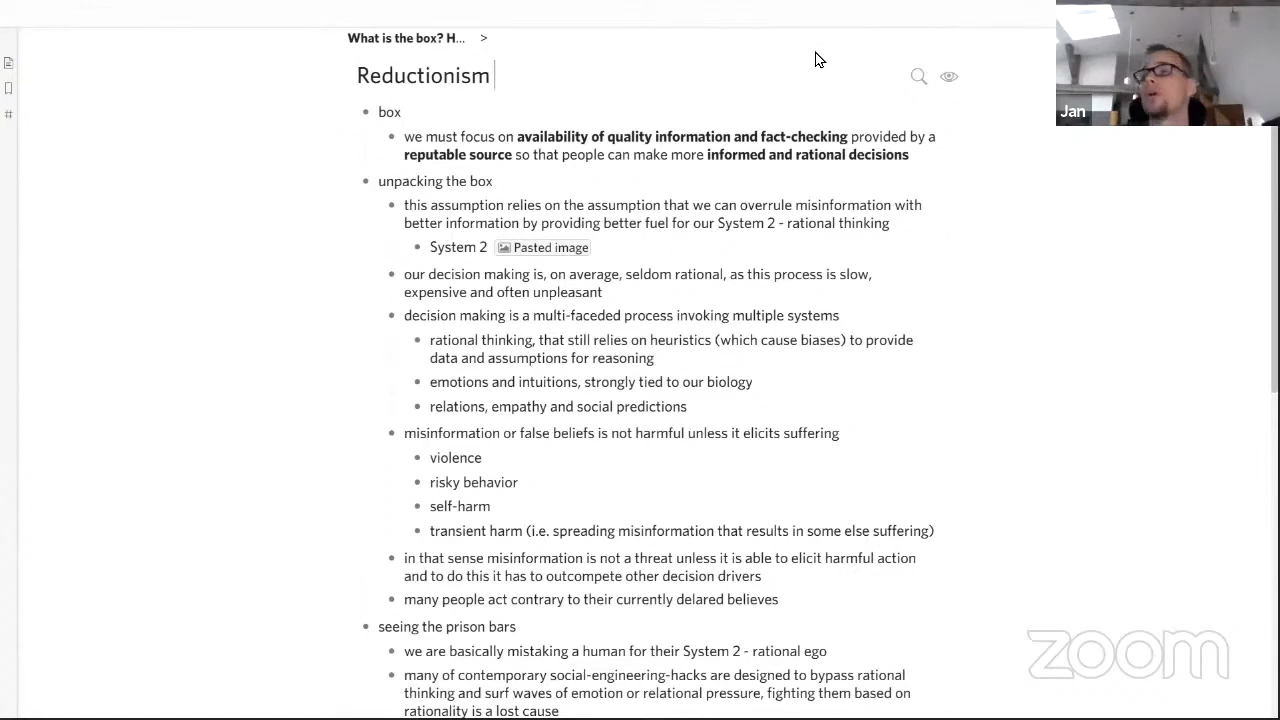 What is the box? H... >
Reductionism
Jan
box
we must focus on availability of quality information and fact-checking provided by a
reputable source so that people can make more informed and rational decisions
unpacking the box
this assumption relies on the assumption that we can overrule misinformation with
better information by providing better fuel for our System 2 - rational thinking
System 2 Pasted image
our decision making is, on average, seldom rational, as this process is slow,
expensive and often unpleasant
decision making is a multi-faceded process invoking multiple systems
rational thinking, that still relies on heuristics (which cause biases) to provide
data and assumptions for reasoning
emotions and intuitions, strongly tied to our biology
relations, empathy and social predictions
misinformation or false beliefs is not harmful unless it elicits suffering
violence
risky behavior
self-harm
transient harm (i.e. spreading misinformation that results in some else suffering)
in that sense misinformation is not a threat unless it is able to elicit harmful action
and to do this it has to outcompete other decision drivers
many people act contrary to their currently delared believes
seeing the prison bars
we are basically mistaking a human for their System 2 - rational ego
many of contemporary social-engineering-hacks are designed to bypass rational
thinking and surf waves of emotion or relational pressure, fighting them based on
rationality is a lost cause
zoom